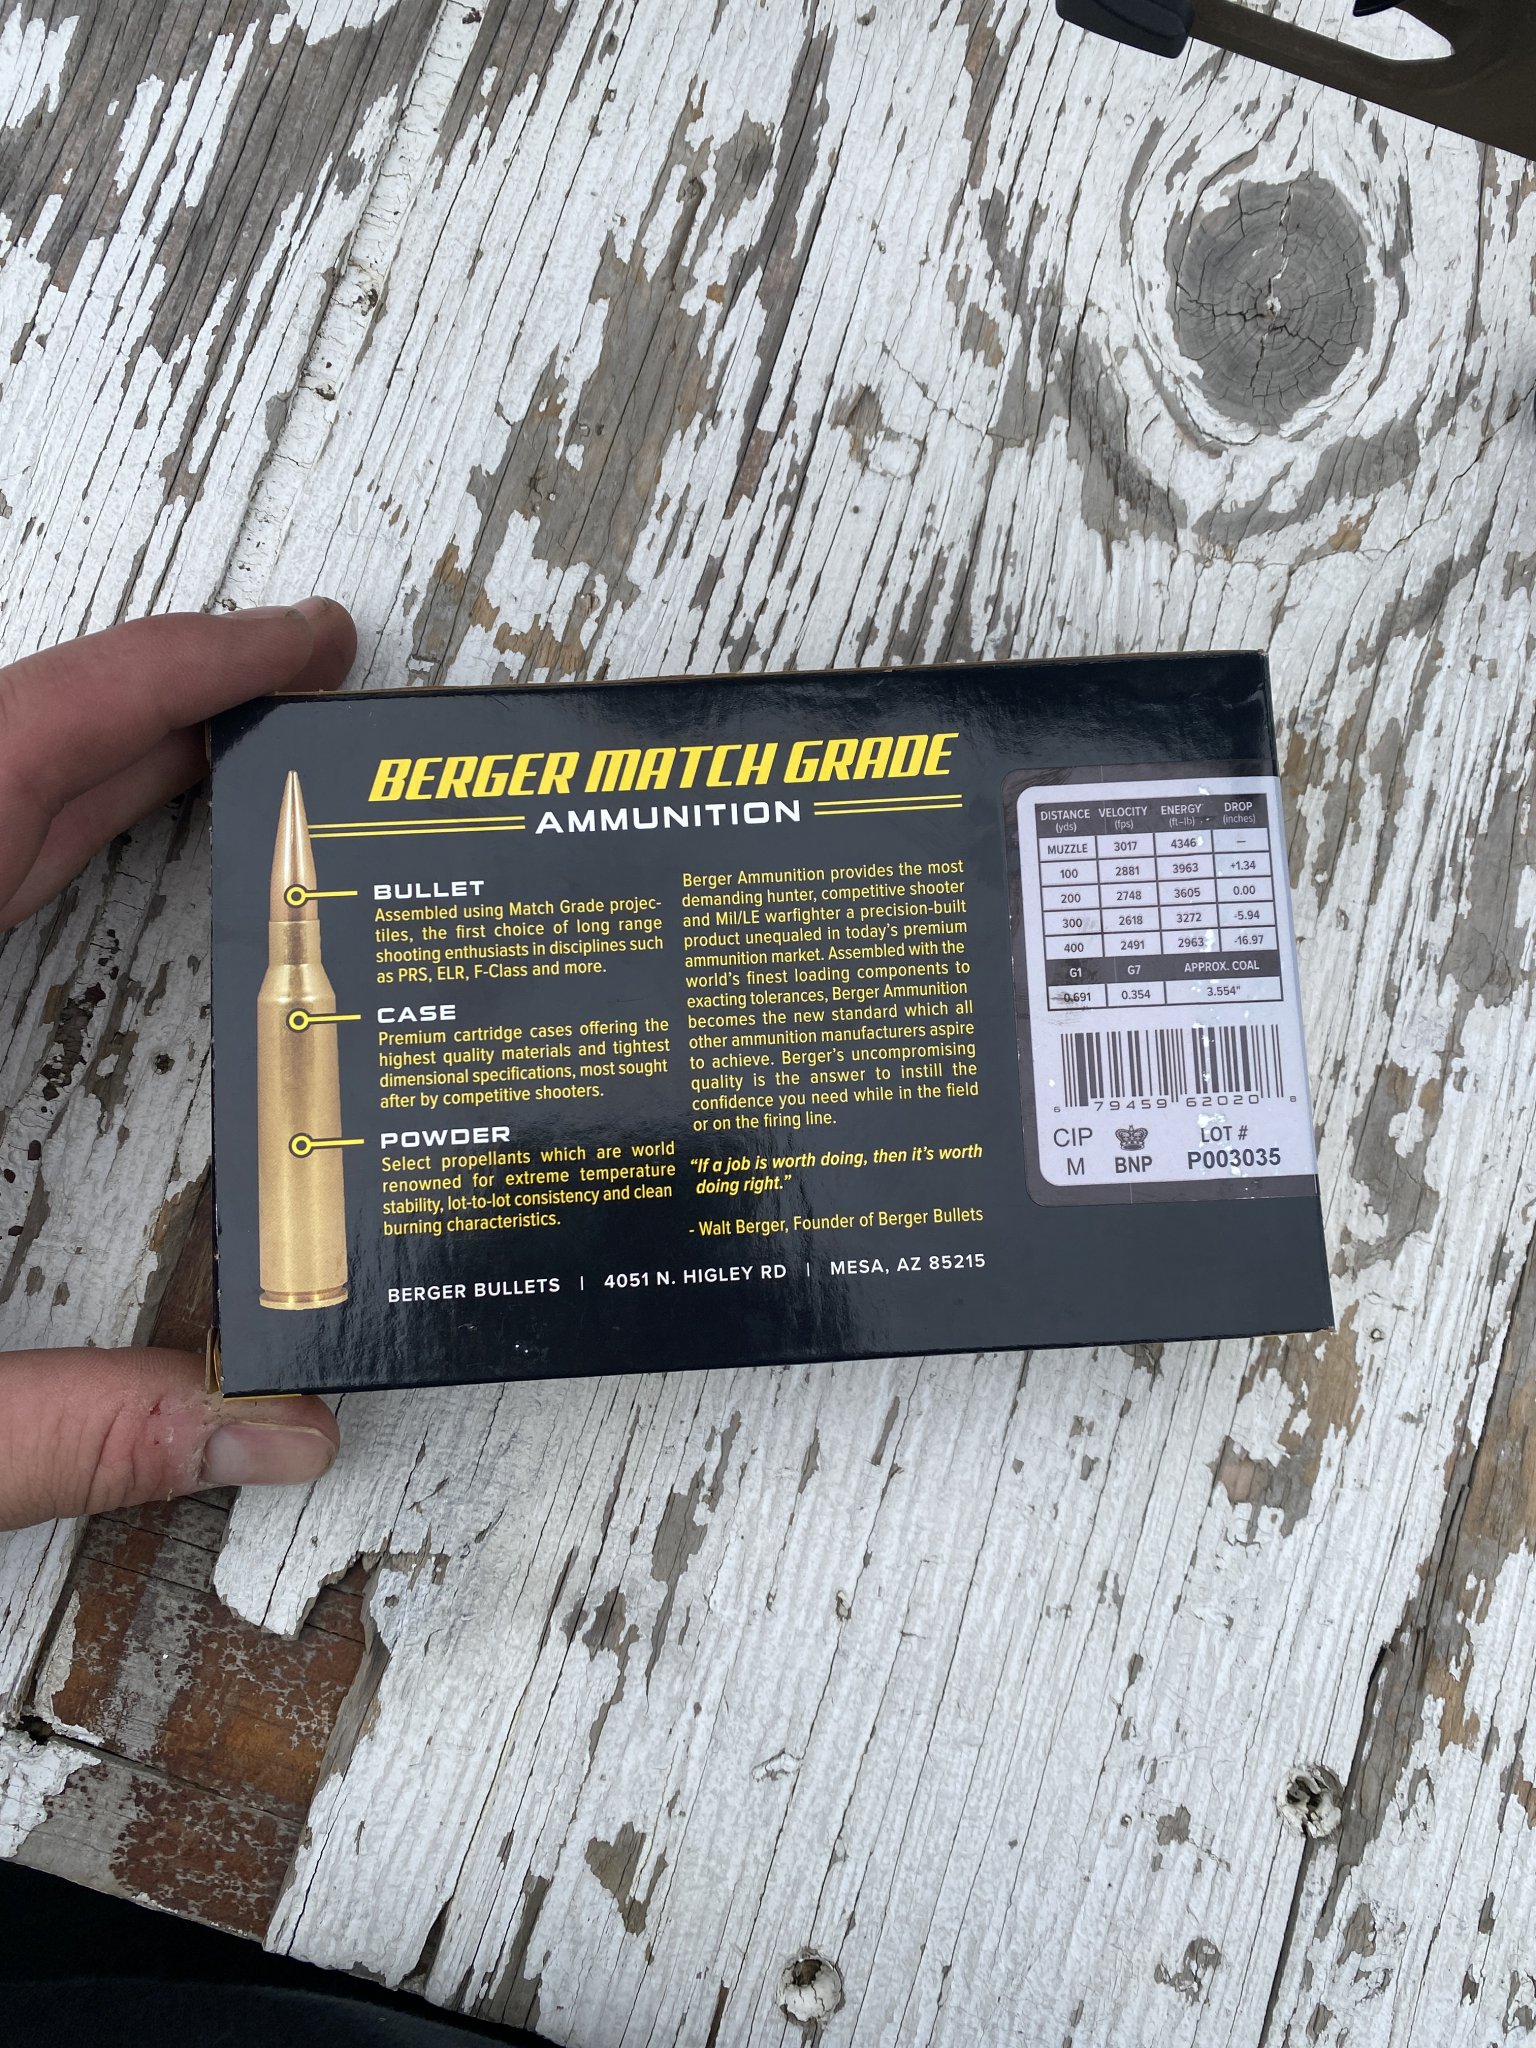 BERGER MATCH GRADE
AMMUNITION
BULLET
Assembled using Match Grade projec-
tiles, the first choice of long range
shooting enthusiasts in disciplines such
as PRS, ELR, F-Class and more.
CASE
Premium cartridge cases offering the
highest quality materials and tightest
dimensional specifications, most sought
after by competitive shooters.
POWDER
Select propellants which are world
renowned for extreme temperature
stability, lot-to-lot consistency and clean
burning characteristics.
Berger Ammunition provides the most
demanding hunter, competitive shooter
and Mil/LE warfighter a precision-built
product unequaled in today's premium
ammunition market. Assembled with the
world's finest loading components to
exacting tolerances, Berger Ammunition
becomes the new standard which all
other ammunition manufacturers aspire
to achieve. Berger's uncompromising
quality is the answer to instill the
confidence you need while in the field
or on the firing line.
"If a job is worth doing, then it's worth
doing right."
- Walt Berger, Founder of Berger Bullets
BERGER BULLETS | 4051 N. HIGLEY RD | MESA, AZ 85215
DISTANCE VELOCITY ENERGY DROP
(yds) (fps) (ft-lb) (inches)
MUZZLE 3017 4346 —
100 2881 3963 +1.34
200 2748 3605 0.00
300 2618 3272 -5.94
400 2491 2963 -16.97
G1 G7 APPROX. COAL
0.691 0.354 3.554"
6 79459 62020 8
CIP BNP LOT #
M P003035